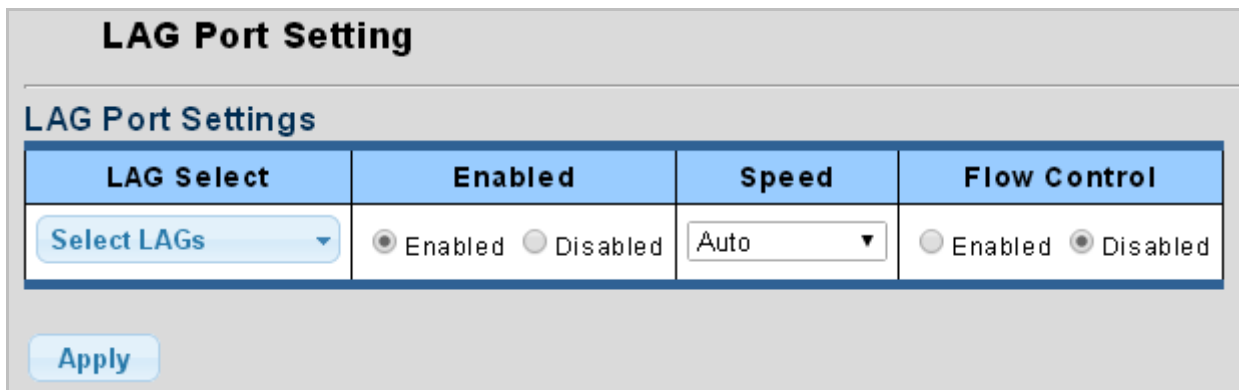 LAG Port Setting
LAG Port Settings
LAG Select Enabled Speed Flow Control
Select LAGs Enabled Disabled Auto Enabled Disabled
Apply